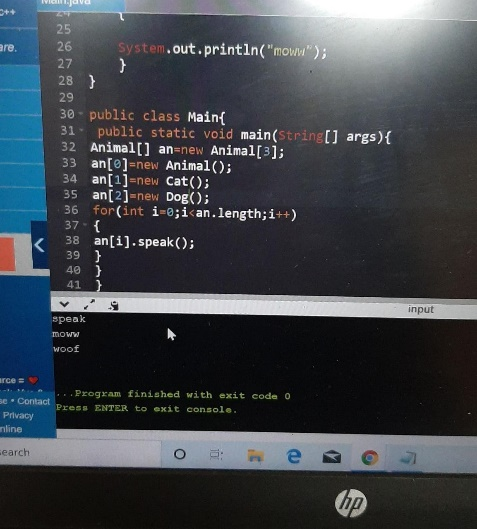 c++
Main.java
24 {
25
are.
26 System.out.println("moww");
27 }
28 }
29
30 public class Main{
31 public static void main(String[] args){
32 Animal[] an=new Animal[3];
33 an[0]=new Animal();
34 an[1]=new Cat();
35 an[2]=new Dog();
36 for(int i=0;i<an.length;i++)
37 {
38 an[i].speak();
39 }
40 }
41 }
input
speak
moww
woof
...Program finished with exit code 0
Press ENTER to exit console.
rce = ❤
se • Contact
Privacy
nline
earch
hp